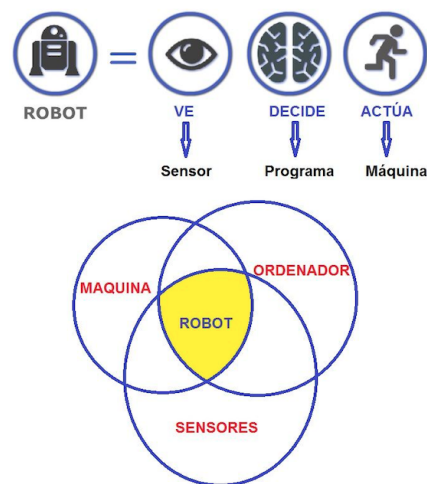 ROBOT
=
VE DECIDE ACTÚA
Sensor Programa Máquina
ORDENADOR
MAQUINA
ROBOT
SENSORES